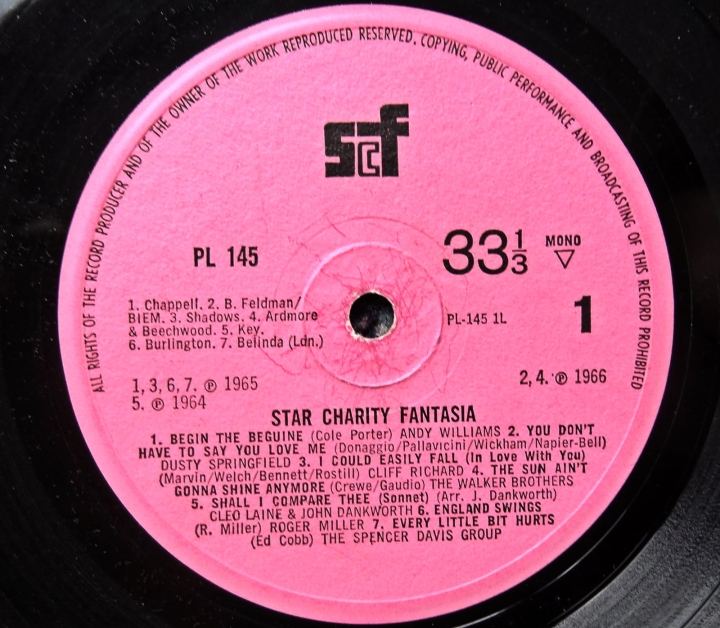 ALL RIGHTS OF THE RECORD PRODUCER AND OF THE OWNER OF THE WORK REPRODUCED RESERVED. COPYING, PUBLIC PERFORMANCE AND BROADCASTING OF THIS RECORD PROHIBITED
SCF
PL 145
33 1/3
MONO
1. Chappell. 2. B. Feldman/
BIEM. 3. Shadows. 4. Ardmore
& Beechwood. 5. Key.
6. Burlington. 7. Belinda (Ldn.)
PL-145 1L
1
1, 3, 6, 7. ℗ 1965
5. ℗ 1964
2, 4. ℗ 1966
STAR CHARITY FANTASIA
1. BEGIN THE BEGUINE (Cole Porter) ANDY WILLIAMS 2. YOU DON'T
HAVE TO SAY YOU LOVE ME (Donaggio/Pallavicini/Wickham/Napier-Bell)
DUSTY SPRINGFIELD 3. I COULD EASILY FALL (In Love With You)
(Marvin/Welch/Bennett/Rostill) CLIFF RICHARD 4. THE SUN AIN'T
GONNA SHINE ANYMORE (Crewe/Gaudio) THE WALKER BROTHERS
5. SHALL I COMPARE THEE (Sonnet) (Arr. J. Dankworth)
CLEO LAINE & JOHN DANKWORTH 6. ENGLAND SWINGS
(R. Miller) ROGER MILLER 7. EVERY LITTLE BIT HURTS
(Ed Cobb) THE SPENCER DAVIS GROUP